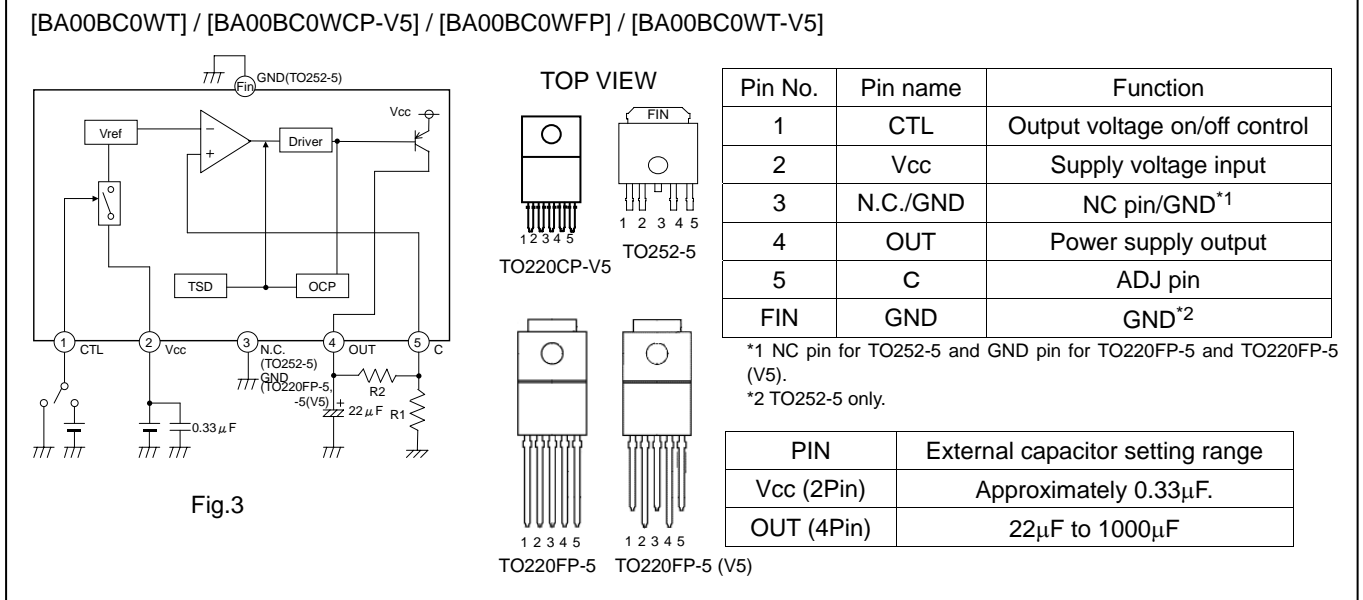 [BA00BC0WT] / [BA00BC0WCP-V5] / [BA00BC0WFP] / [BA00BC0WT-V5]
GND(TO252-5)
Fin
Vcc
Vref
−
+
Driver
TSD
OCP
1 CTL
2 Vcc
3 N.C.
(TO252-5)
GND
(TO220FP-5,
-5(V5)
4 OUT
5 C
R2
+
22μF
R1
0.33μF
Fig.3
TOP VIEW
FIN
1 2 3 4 5
TO220CP-V5
1 2 3 4 5
TO252-5
1 2 3 4 5
TO220FP-5
1 2 3 4 5
TO220FP-5 (V5)
Pin No. Pin name Function
1 CTL Output voltage on/off control
2 Vcc Supply voltage input
3 N.C./GND NC pin/GND*1
4 OUT Power supply output
5 C ADJ pin
FIN GND GND*2
*1 NC pin for TO252-5 and GND pin for TO220FP-5 and TO220FP-5
(V5).
*2 TO252-5 only.
PIN External capacitor setting range
Vcc (2Pin) Approximately 0.33μF.
OUT (4Pin) 22μF to 1000μF